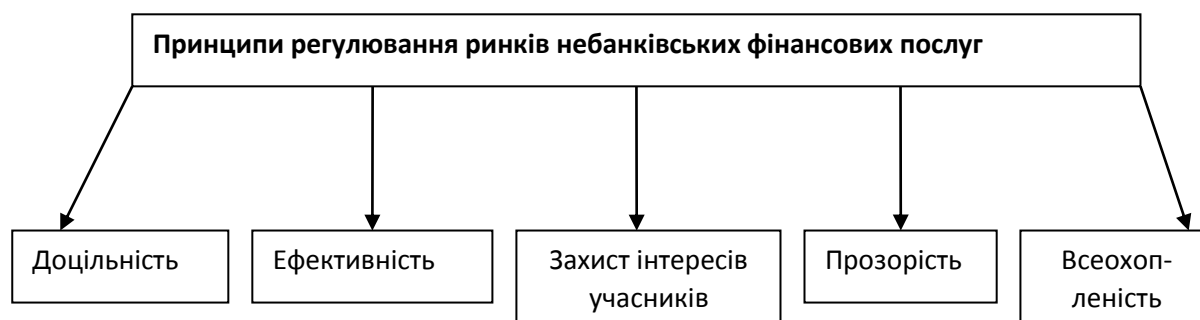 Принципи регулювання ринків небанківських фінансових послуг
Доцільність
Ефективність
Захист інтересів
учасників
Прозорість
Всеохоп-
леність